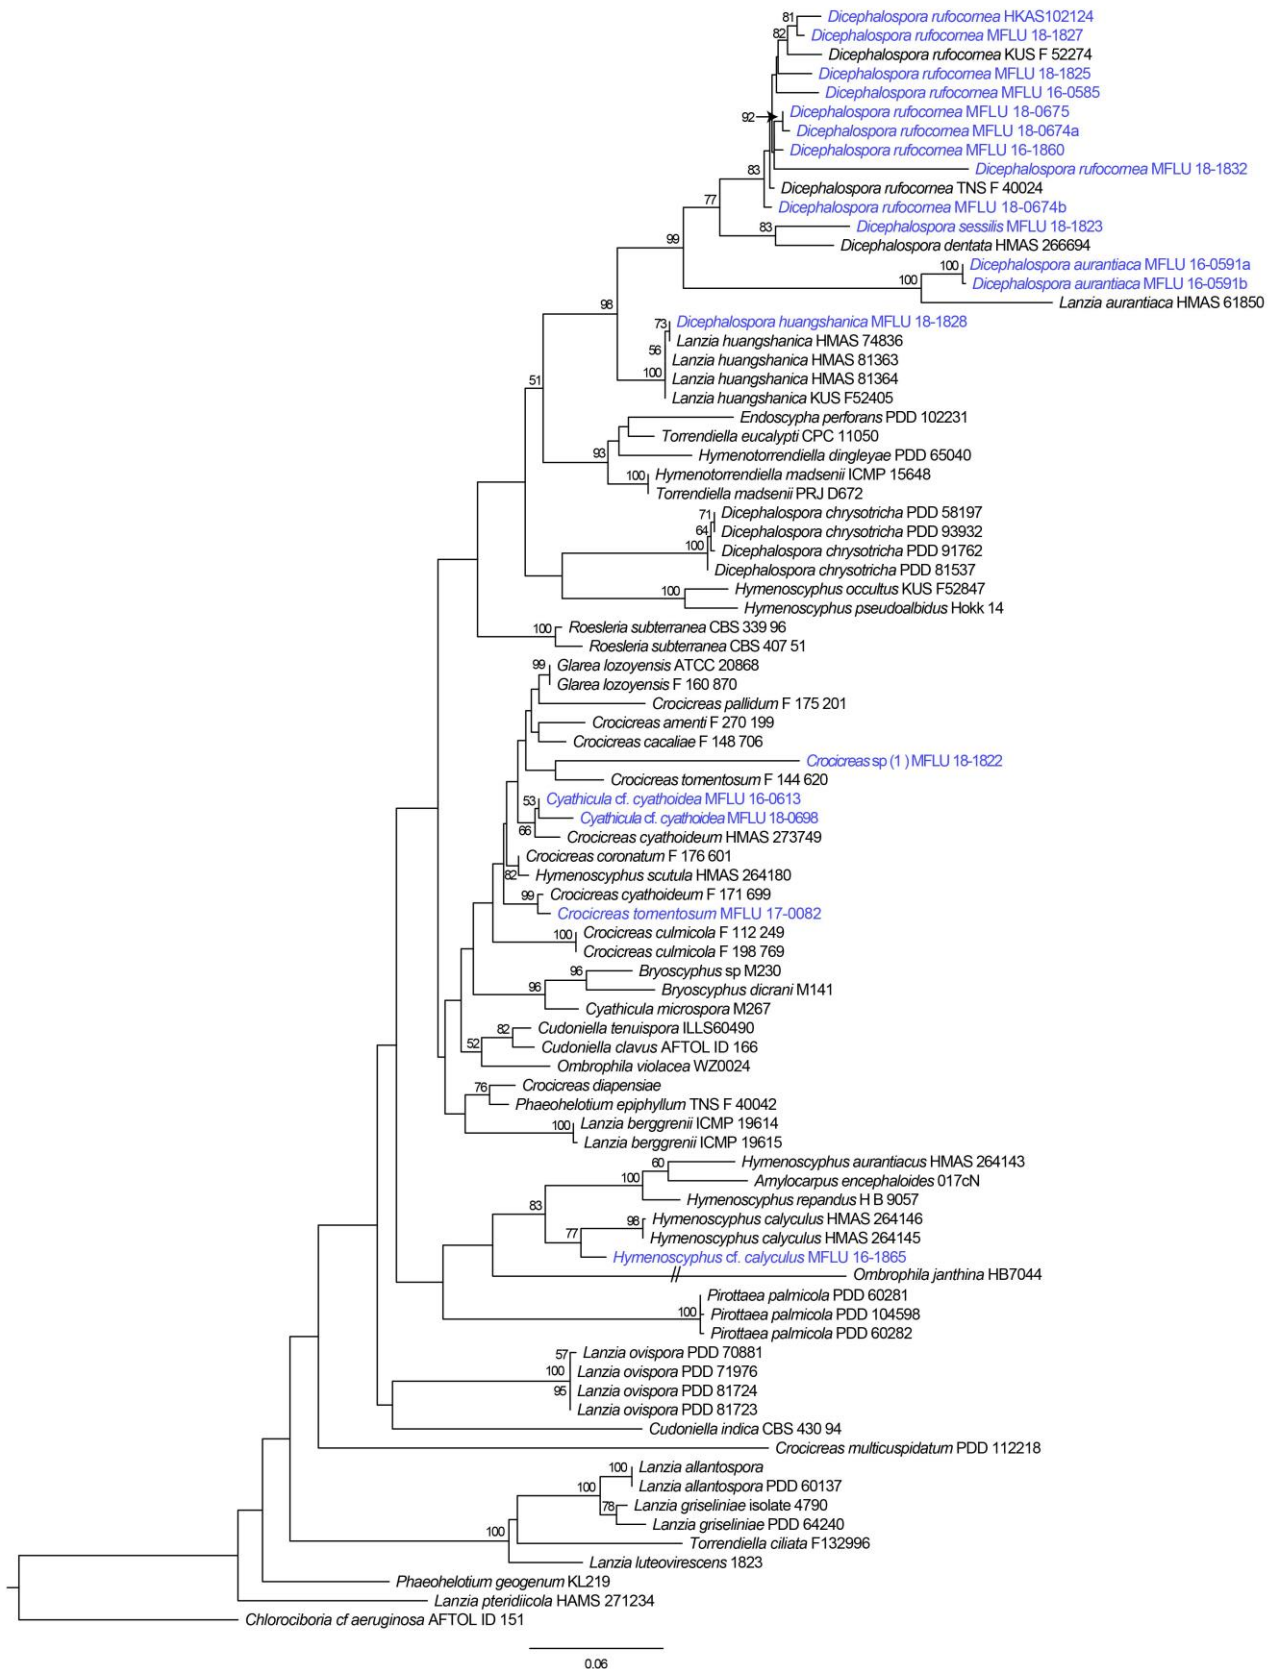 81 Dicephalospora rufocornea HKAS102124
82 Dicephalospora rufocornea MFLU 18-1827
Dicephalospora rufocornea KUS F 52274
Dicephalospora rufocornea MFLU 18-1825
Dicephalospora rufocornea MFLU 16-0585
92 Dicephalospora rufocornea MFLU 18-0675
Dicephalospora rufocornea MFLU 18-0674a
Dicephalospora rufocornea MFLU 16-1860
83 Dicephalospora rufocornea MFLU 18-1832
Dicephalospora rufocornea TNS F 40024
77 Dicephalospora rufocornea MFLU 18-0674b
83 Dicephalospora sessilis MFLU 18-1823
99 Dicephalospora dentata HMAS 266694
100 Dicephalospora aurantiaca MFLU 16-0591a
100 Dicephalospora aurantiaca MFLU 16-0591b
98 Lanzia aurantiaca HMAS 61850
73 Dicephalospora huangshanica MFLU 18-1828
Lanzia huangshanica HMAS 74836
56 Lanzia huangshanica HMAS 81363
100 Lanzia huangshanica HMAS 81364
51 Lanzia huangshanica KUS F52405
Endoscypha perforans PDD 102231
Torrendiella eucalypti CPC 11050
93 Hymenotorrendiella dingleyae PDD 65040
100 Hymenotorrendiella madsenii ICMP 15648
Torrendiella madsenii PRJ D672
71 Dicephalospora chrysotricha PDD 58197
64 Dicephalospora chrysotricha PDD 93932
100 Dicephalospora chrysotricha PDD 91762
Dicephalospora chrysotricha PDD 81537
100 Hymenoscyphus occultus KUS F52847
Hymenoscyphus pseudoalbidus Hokk 14
100 Roesleria subterranea CBS 339 96
Roesleria subterranea CBS 407 51
99 Glarea lozoyensis ATCC 20868
Glarea lozoyensis F 160 870
Crocicreas pallidum F 175 201
Crocicreas amenti F 270 199
Crocicreas cacaliae F 148 706
Crocicreas sp (1 ) MFLU 18-1822
Crocicreas tomentosum F 144 620
53 Cyathicula cf. cyathoidea MFLU 16-0613
Cyathicula cf. cyathoidea MFLU 18-0698
66 Crocicreas cyathoideum HMAS 273749
Crocicreas coronatum F 176 601
82 Hymenoscyphus scutula HMAS 264180
99 Crocicreas cyathoideum F 171 699
Crocicreas tomentosum MFLU 17-0082
100 Crocicreas culmicola F 112 249
Crocicreas culmicola F 198 769
96 Bryoscyphus sp M230
96 Bryoscyphus dicrani M141
Cyathicula microspora M267
82 Cudoniella tenuispora ILLS60490
52 Cudoniella clavus AFTOL ID 166
Ombrophila violacea WZ0024
76 Crocicreas diapensiae
Phaeohelotium epiphyllum TNS F 40042
100 Lanzia berggrenii ICMP 19614
Lanzia berggrenii ICMP 19615
60 Hymenoscyphus aurantiacus HMAS 264143
100 Amylocarpus encephaloides 017cN
83 Hymenoscyphus repandus H B 9057
98 Hymenoscyphus calyculus HMAS 264146
77 Hymenoscyphus calyculus HMAS 264145
Hymenoscyphus cf. calyculus MFLU 16-1865
Ombrophila janthina HB7044
Pirottaea palmicola PDD 60281
100 Pirottaea palmicola PDD 104598
Pirottaea palmicola PDD 60282
57 Lanzia ovispora PDD 70881
100 Lanzia ovispora PDD 71976
95 Lanzia ovispora PDD 81724
Lanzia ovispora PDD 81723
Cudoniella indica CBS 430 94
Crocicreas multicuspidatum PDD 112218
100 Lanzia allantospora
100 Lanzia allantospora PDD 60137
78 Lanzia griseliniae isolate 4790
Lanzia griseliniae PDD 64240
100 Torrendiella ciliata F132996
Lanzia luteovirescens 1823
Phaeohelotium geogenum KL219
Lanzia pteridiicola HAMS 271234
Chlorociboria cf aeruginosa AFTOL ID 151
0.06